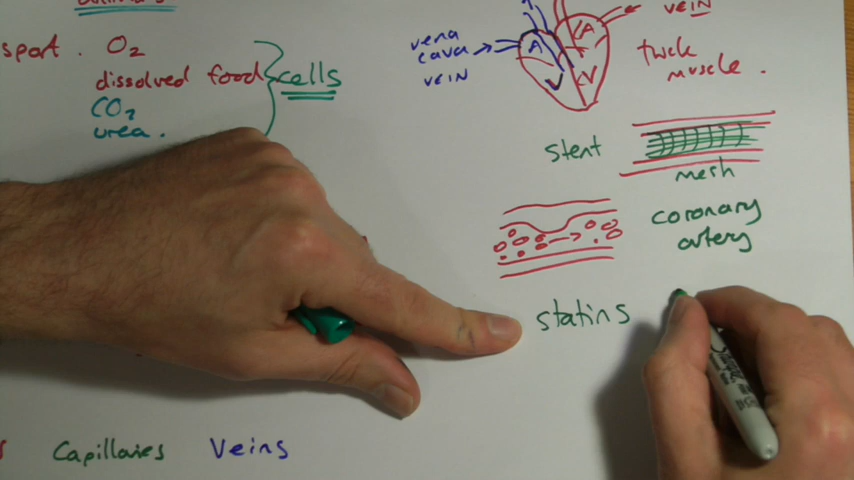 sport. O2
dissolved food
CO2
urea.
cells
vena
cava
VEIN
VEIN
A
A
V
V
thick
muscle.
stent
mesh
coronary
artery
statins
Capillaries
Veins